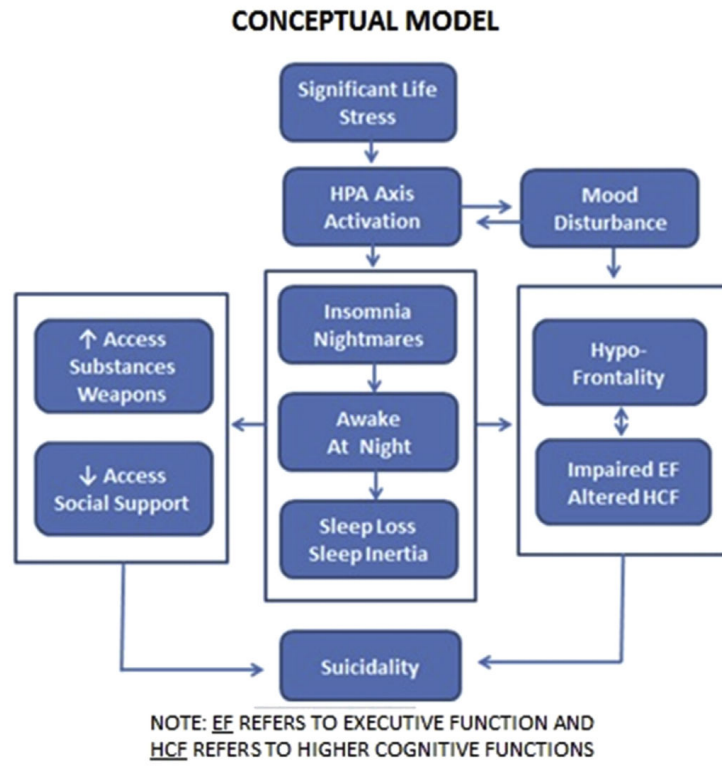 CONCEPTUAL MODEL
Significant Life
Stress
HPA Axis
Activation
Mood
Disturbance
↑ Access
Substances
Weapons
↓ Access
Social Support
Insomnia
Nightmares
Awake
At Night
Sleep Loss
Sleep Inertia
Hypo-
Frontality
Impaired EF
Altered HCF
Suicidality
NOTE: EF REFERS TO EXECUTIVE FUNCTION AND
HCF REFERS TO HIGHER COGNITIVE FUNCTIONS